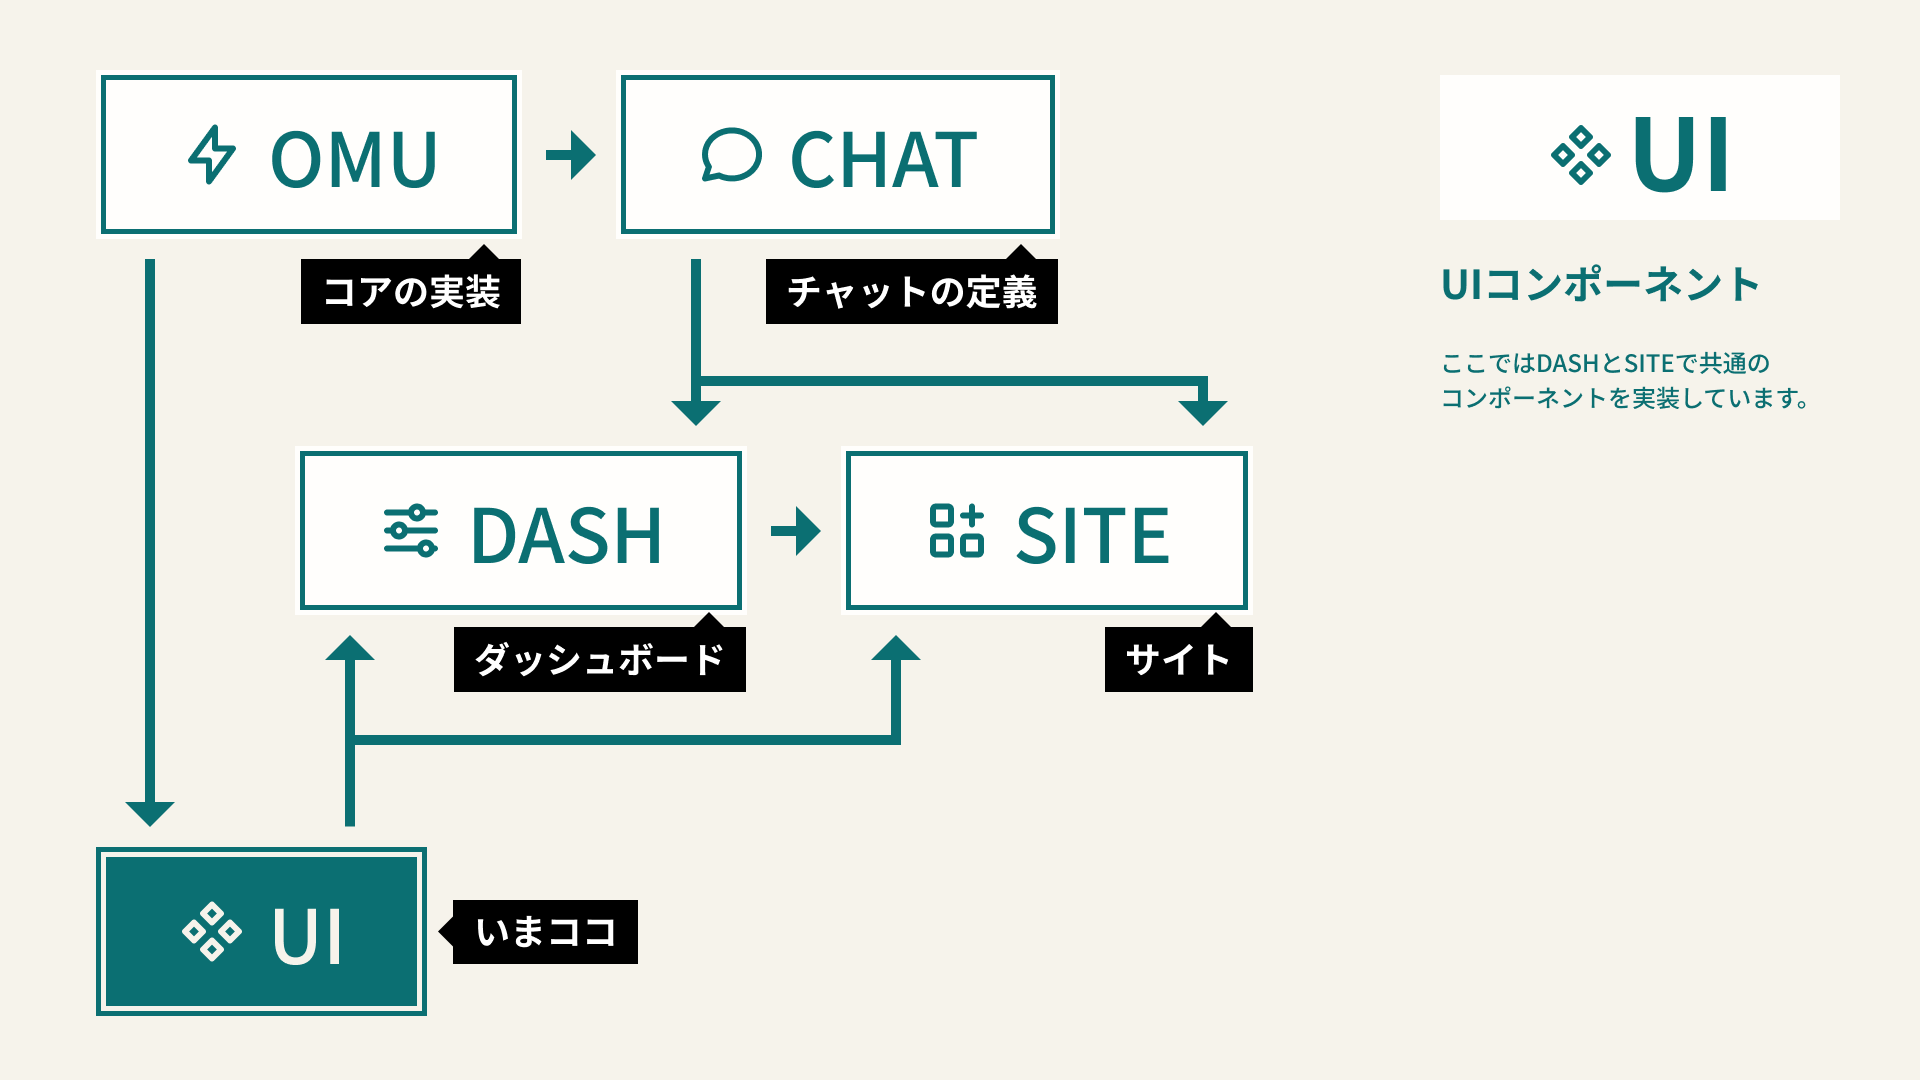 OMU
CHAT
コアの実装
チャットの定義
DASH
SITE
ダッシュボード
サイト
UI
いまココ
UI
UIコンポーネント
ここではDASHとSITEで共通の
コンポーネントを実装しています。